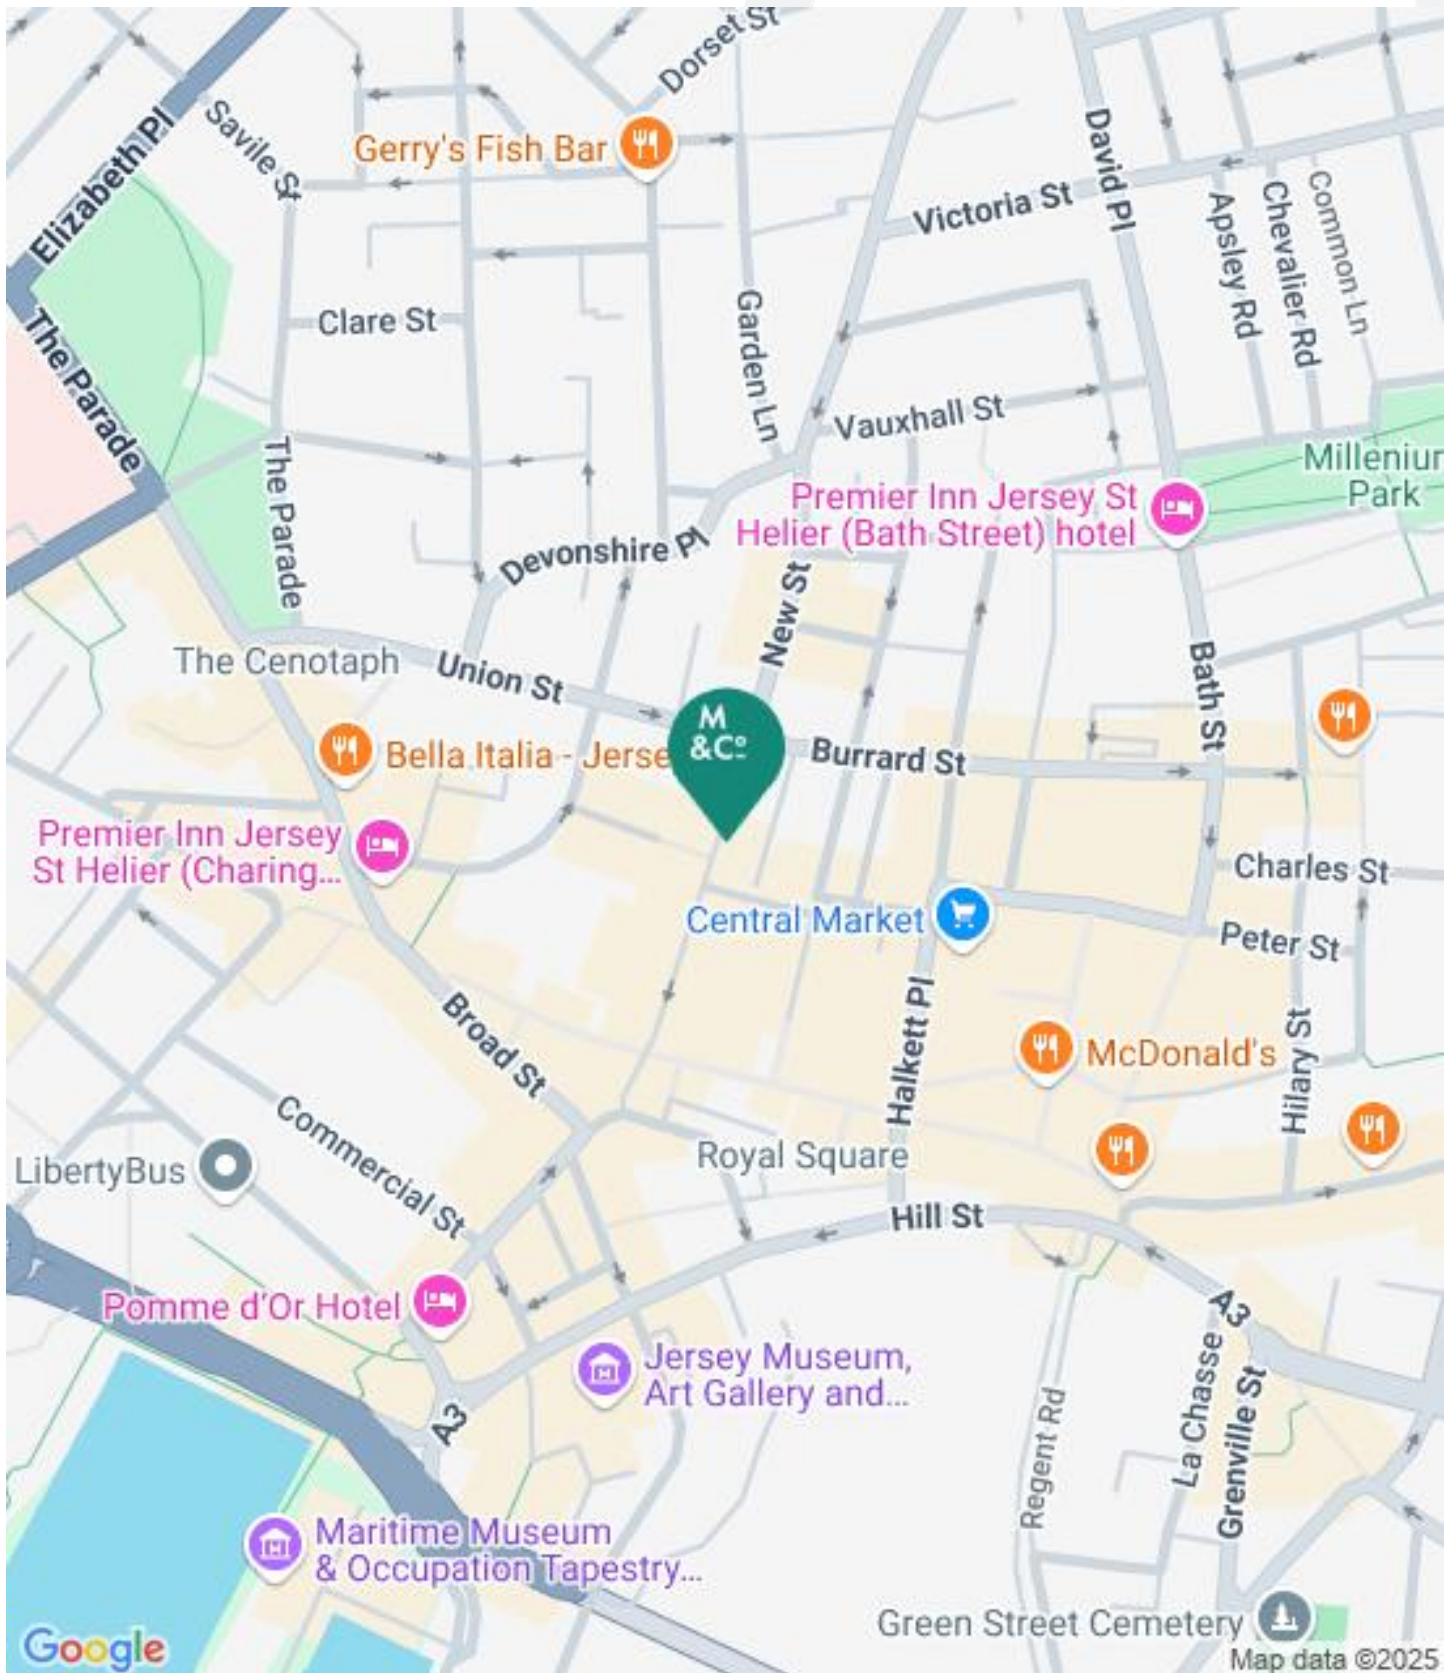 Dorset St
Savile St
Elizabeth Pl
Gerry's Fish Bar
David Pl
Victoria St
Apsley Rd
Chevalier Rd
Common Ln
Clare St
Garden Ln
The Parade
Vauxhall St
The Parade
Millenium
Park
Premier Inn Jersey St
Helier (Bath Street) hotel
Devonshire Pl
New St
The Cenotaph
Union St
Bath St
M
&Co
Bella Italia - Jerse
Burrard St
Premier Inn Jersey
St Helier (Charing...
Charles St
Central Market
Peter St
Broad St
Halkett Pl
McDonald's
Hilary St
Commercial St
LibertyBus
Royal Square
Hill St
Pomme d'Or Hotel
A3
La Chasse
Grenville St
Jersey Museum,
Art Gallery and...
A3
Regent Rd
Maritime Museum
& Occupation Tapestry...
Green Street Cemetery
Google
Map data ©2025